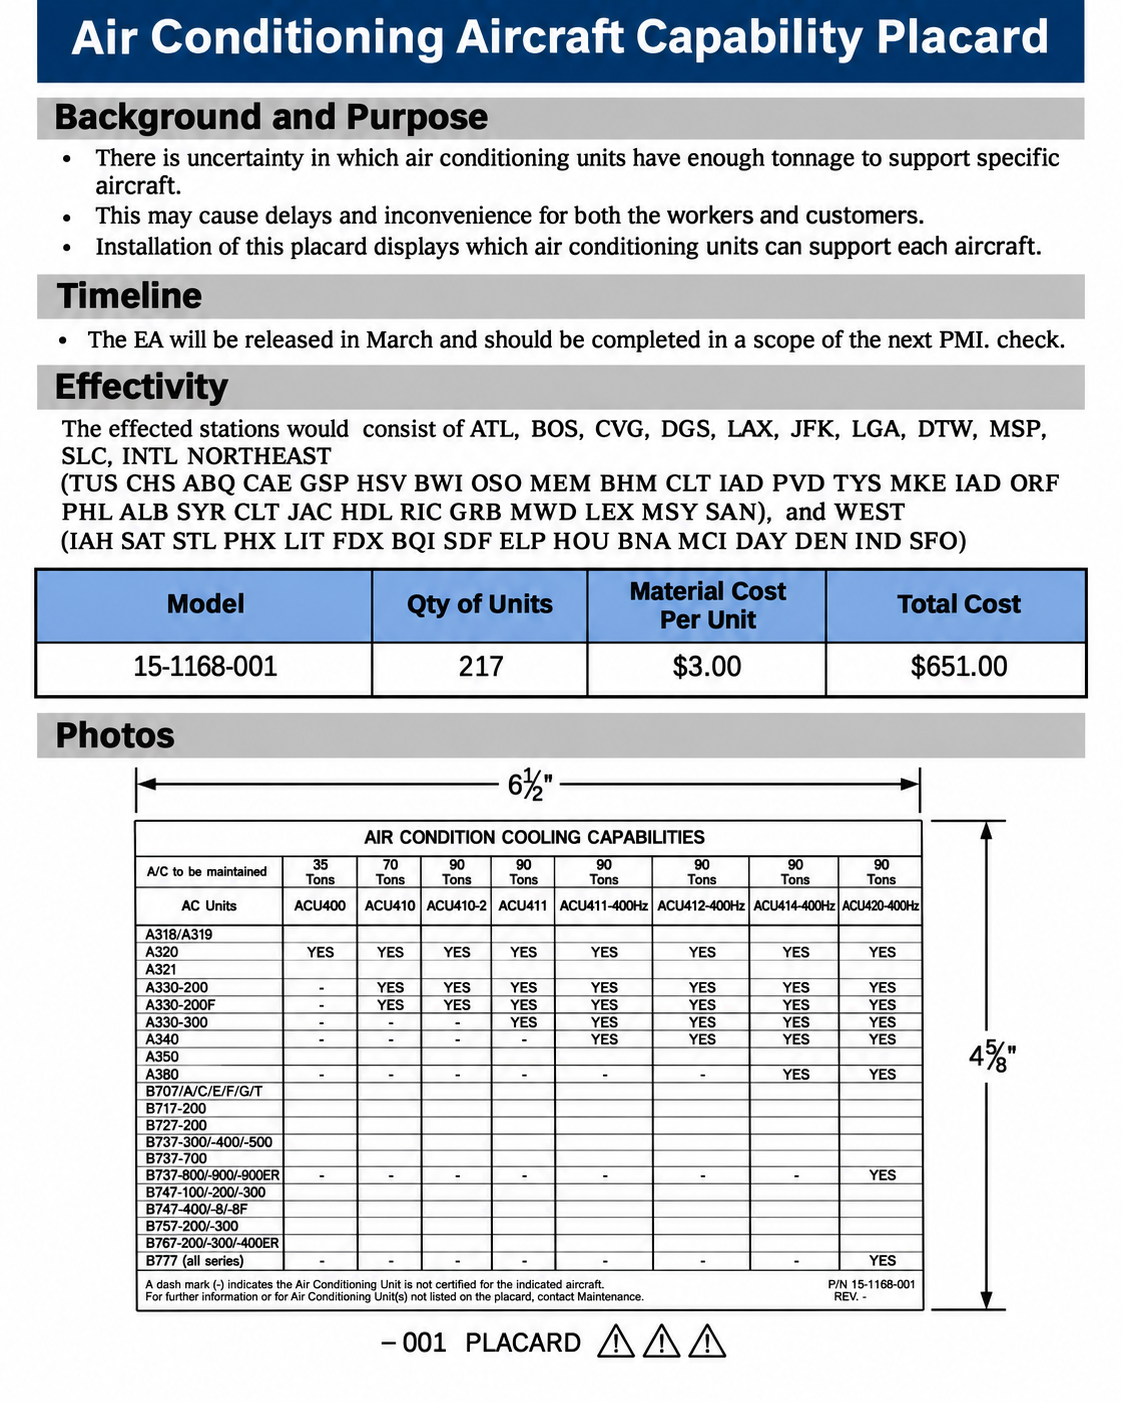 Air Conditioning Aircraft Capability Placard
Background and Purpose
• There is uncertainty in which air conditioning units have enough tonnage to support specific
aircraft.
• This may cause delays and inconvenience for both the workers and customers.
• Installation of this placard displays which air conditioning units can support each aircraft.
Timeline
• The EA will be released in March and should be completed in a scope of the next PMI. check.
Effectivity
The effected stations would consist of ATL, BOS, CVG, DGS, LAX, JFK, LGA, DTW, MSP,
SLC, INTL NORTHEAST
(TUS CHS ABQ CAE GSP HSV BWI OSO MEM BHM CLT IAD PVD TYS MKE IAD ORF
PHL ALB SYR CLT JAC HDL RIC GRB MWD LEX MSY SAN), and WEST
(IAH SAT STL PHX LIT FDX BQI SDF ELP HOU BNA MCI DAY DEN IND SFO)
Model Qty of Units Material Cost Per Unit Total Cost
15-1168-001 217 $3.00 $651.00
Photos
6½"
AIR CONDITION COOLING CAPABILITIES
A/C to be maintained 35 Tons 70 Tons 90 Tons 90 Tons 90 Tons 90 Tons 90 Tons 90 Tons
AC Units ACU400 ACU410 ACU410-2 ACU411 ACU411-400Hz ACU412-400Hz ACU414-400Hz ACU420-400Hz
A318/A319
A320 YES YES YES YES YES YES YES YES
A321
A330-200 - YES YES YES YES YES YES YES
A330-200F - YES YES YES YES YES YES YES
A330-300 - - - YES YES YES YES YES
A340 - - - - YES YES YES YES
A350
A380 - - - - - - YES YES
B707/A/C/E/F/G/T
B717-200
B727-200
B737-300/-400/-500
B737-700
B737-800/-900/-900ER - - - - - - - YES
B747-100/-200/-300
B747-400/-8/-8F
B757-200/-300
B767-200/-300/-400ER
B777 (all series) - - - - - - - YES
A dash mark (-) indicates the Air Conditioning Unit is not certified for the indicated aircraft.
For further information or for Air Conditioning Unit(s) not listed on the placard, contact Maintenance.
P/N 15-1168-001
REV. -
4⅝"
– 001 PLACARD